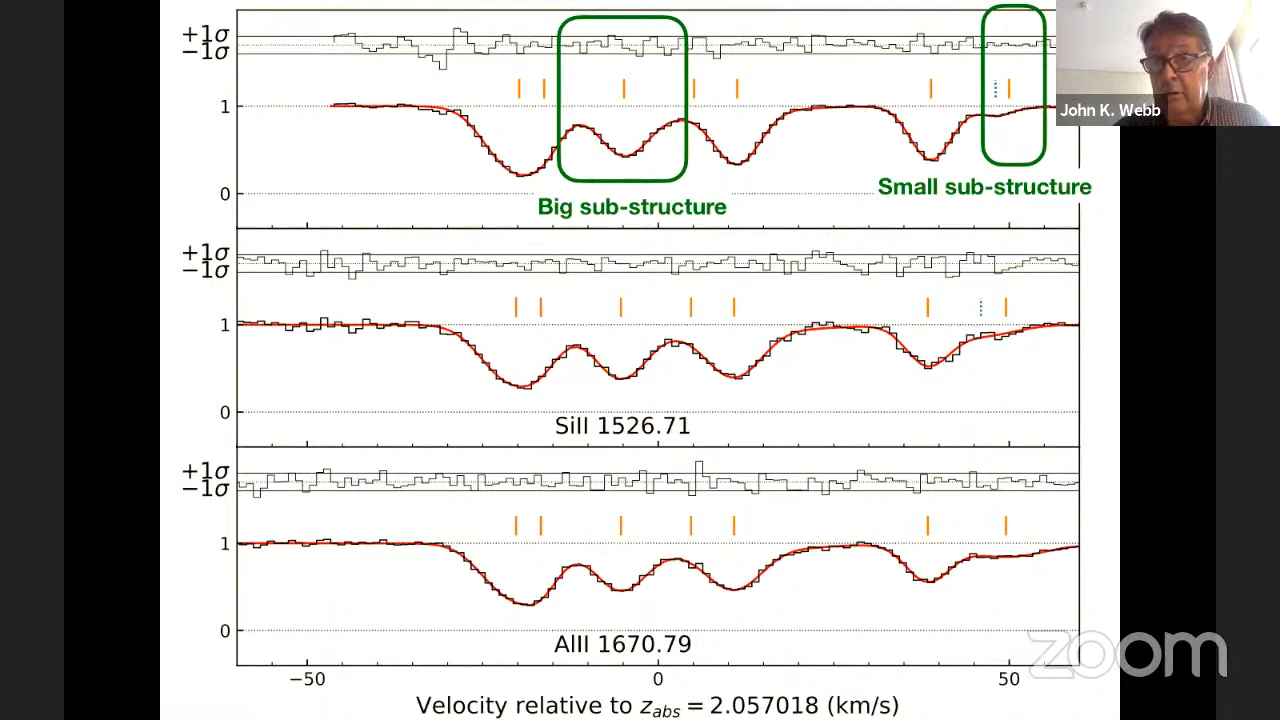 +1σ
−1σ
1
0
Big sub-structure
Small sub-structure
John K. Webb
+1σ
−1σ
1
0
SiII 1526.71
+1σ
−1σ
1
0
AlII 1670.79
−50
0
50
Velocity relative to zabs = 2.057018 (km/s)
zoom